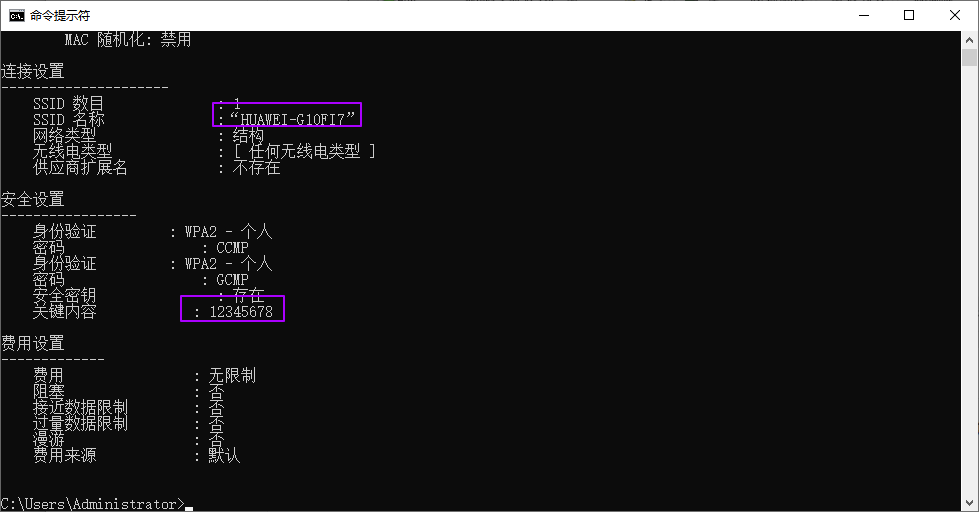 命令提示符
MAC 随机化: 禁用
连接设置
---------------------
SSID 数目 : 1
SSID 名称 :“HUAWEI-G10FI7”
网络类型 : 结构
无线电类型 : [ 任何无线电类型 ]
供应商扩展名 : 不存在
安全设置
-----------------
身份验证 : WPA2 - 个人
密码 : CCMP
身份验证 : WPA2 - 个人
密码 : GCMP
安全密钥 : 存在
关键内容 : 12345678
费用设置
-------------
费用 : 无限制
阻塞 : 否
接近数据限制 : 否
过量数据限制 : 否
漫游 : 否
费用来源 : 默认
C:\Users\Administrator>